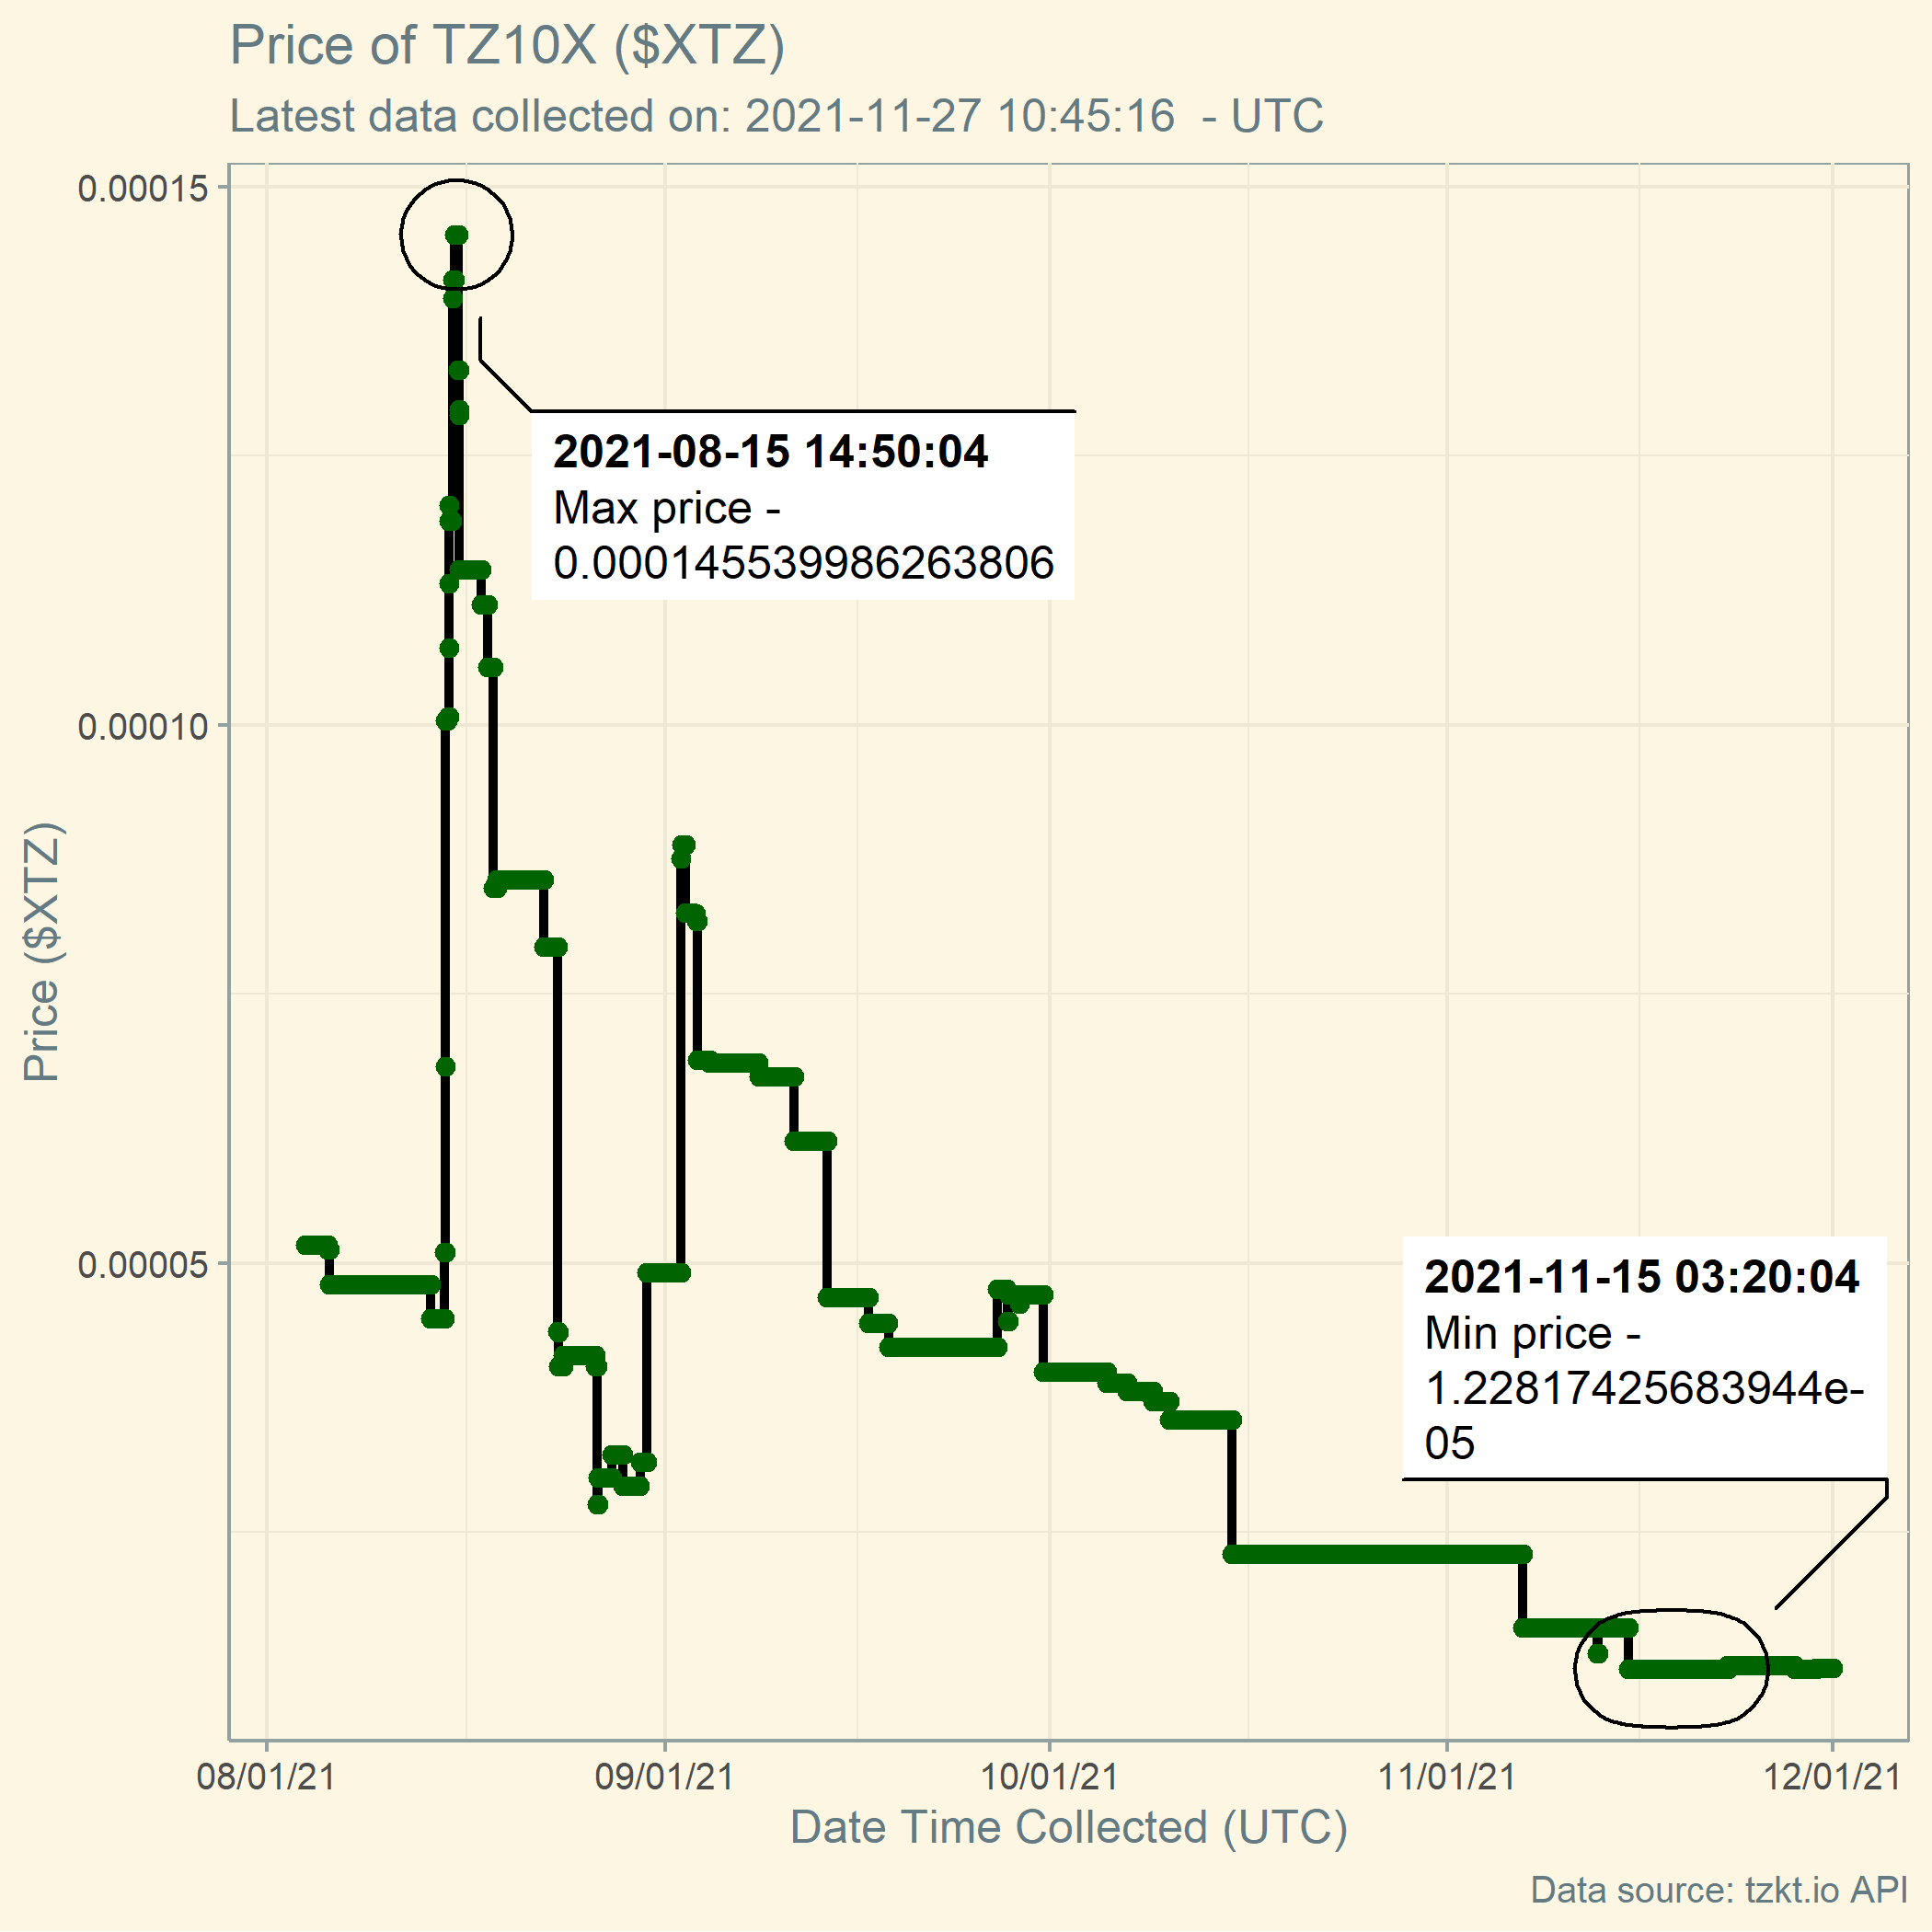 Price of TZ10X ($XTZ)
Latest data collected on: 2021-11-27 10:45:16  - UTC
0.00015
2021-08-15 14:50:04
Max price -
0.000145539986263806
0.00010
Price ($XTZ)
0.00005
2021-11-15 03:20:04
Min price -
1.22817425683944e-
05
08/01/21
09/01/21
10/01/21
11/01/21
12/01/21
Date Time Collected (UTC)
Data source: tzkt.io API